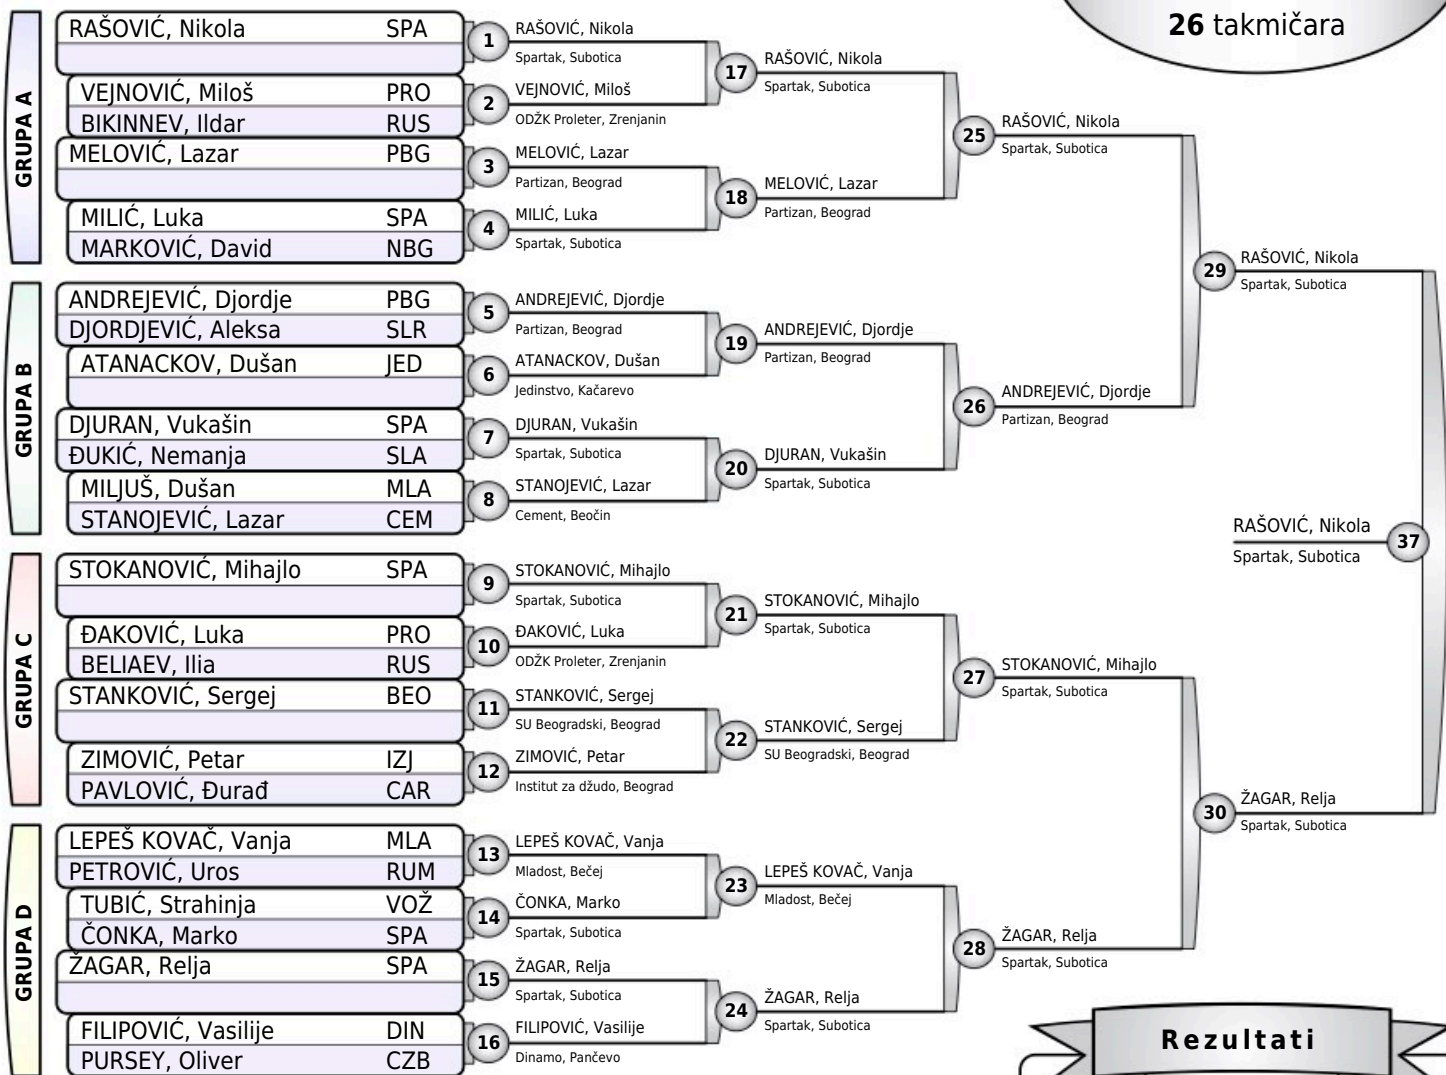 26 takmičara
GRUPA A
RAŠOVIĆ, Nikola SPA
VEJNOVIĆ, Miloš PRO
BIKINNEV, Ildar RUS
MELOVIĆ, Lazar PBG
MILIĆ, Luka SPA
MARKOVIĆ, David NBG
GRUPA B
ANDREJEVIĆ, Djordje PBG
DJORDJEVIĆ, Aleksa SLR
ATANACKOV, Dušan JED
DJURAN, Vukašin SPA
ĐUKIĆ, Nemanja SLA
MILJUŠ, Dušan MLA
STANOJEVIĆ, Lazar CEM
GRUPA C
STOKANOVIĆ, Mihajlo SPA
ĐAKOVIĆ, Luka PRO
BELIAEV, Ilia RUS
STANKOVIĆ, Sergej BEO
ZIMOVIĆ, Petar IZJ
PAVLOVIĆ, Đurađ CAR
GRUPA D
LEPEŠ KOVAČ, Vanja MLA
PETROVIĆ, Uros RUM
TUBIĆ, Strahinja VOŽ
ČONKA, Marko SPA
ŽAGAR, Relja SPA
FILIPOVIĆ, Vasilije DIN
PURSEY, Oliver CZB
1 RAŠOVIĆ, Nikola
Spartak, Subotica
2 VEJNOVIĆ, Miloš
ODŽK Proleter, Zrenjanin
3 MELOVIĆ, Lazar
Partizan, Beograd
4 MILIĆ, Luka
Spartak, Subotica
5 ANDREJEVIĆ, Djordje
Partizan, Beograd
6 ATANACKOV, Dušan
Jedinstvo, Kačarevo
7 DJURAN, Vukašin
Spartak, Subotica
8 STANOJEVIĆ, Lazar
Cement, Beočin
9 STOKANOVIĆ, Mihajlo
Spartak, Subotica
10 ĐAKOVIĆ, Luka
ODŽK Proleter, Zrenjanin
11 STANKOVIĆ, Sergej
SU Beogradski, Beograd
12 ZIMOVIĆ, Petar
Institut za džudo, Beograd
13 LEPEŠ KOVAČ, Vanja
Mladost, Bečej
14 ČONKA, Marko
Spartak, Subotica
15 ŽAGAR, Relja
Spartak, Subotica
16 FILIPOVIĆ, Vasilije
Dinamo, Pančevo
17 RAŠOVIĆ, Nikola
Spartak, Subotica
18 MELOVIĆ, Lazar
Partizan, Beograd
19 ANDREJEVIĆ, Djordje
Partizan, Beograd
20 DJURAN, Vukašin
Spartak, Subotica
21 STOKANOVIĆ, Mihajlo
Spartak, Subotica
22 STANKOVIĆ, Sergej
SU Beogradski, Beograd
23 LEPEŠ KOVAČ, Vanja
Mladost, Bečej
24 ŽAGAR, Relja
Spartak, Subotica
25 RAŠOVIĆ, Nikola
Spartak, Subotica
26 ANDREJEVIĆ, Djordje
Partizan, Beograd
27 STOKANOVIĆ, Mihajlo
Spartak, Subotica
28 ŽAGAR, Relja
Spartak, Subotica
29 RAŠOVIĆ, Nikola
Spartak, Subotica
30 ŽAGAR, Relja
Spartak, Subotica
RAŠOVIĆ, Nikola 37
Spartak, Subotica
Rezultati